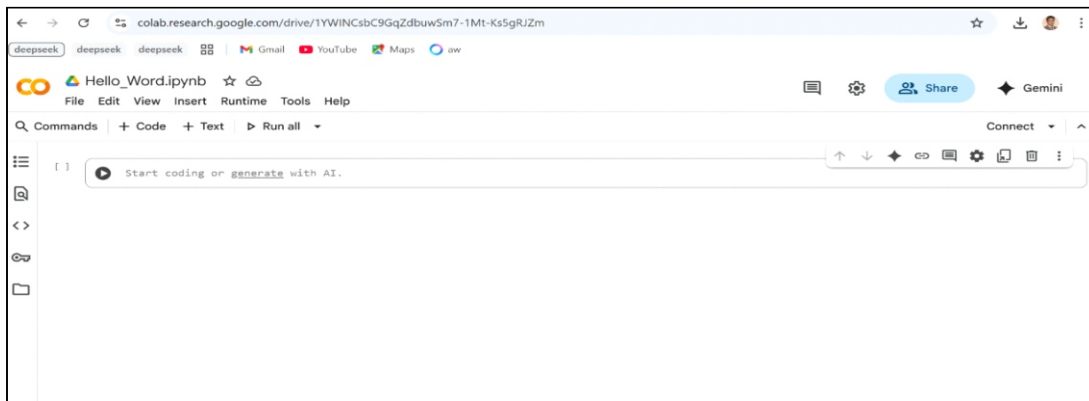 colab.research.google.com/drive/1YWINCsbC9GqZdbuwSm7-1Mt-Ks5gRJZm
deepseek deepseek deepseek Gmail YouTube Maps aw
CO Hello_Word.ipynb Share Gemini
File Edit View Insert Runtime Tools Help
Commands + Code + Text Run all Connect
[ ] Start coding or generate with AI.